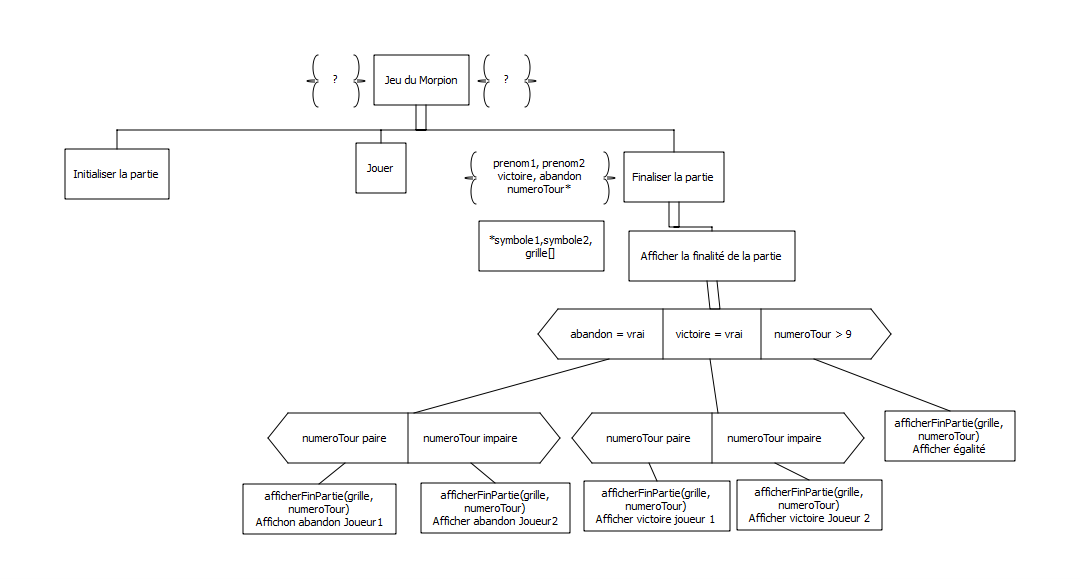 ?
Jeu du Morpion
?
Initialiser la partie
Jouer
prenom1, prenom2
victoire, abandon
numeroTour*
Finaliser la partie
*symbole1,symbole2,
grille[]
Afficher la finalité de la partie
abandon = vrai
victoire = vrai
numeroTour > 9
numeroTour paire
numeroTour impaire
numeroTour paire
numeroTour impaire
afficherFinPartie(grille,
numeroTour)
Afficher égalité
afficherFinPartie(grille,
numeroTour)
Affichon abandon Joueur1
afficherFinPartie(grille,
numeroTour)
Afficher abandon Joueur2
afficherFinPartie(grille,
numeroTour)
Afficher victoire joueur 1
afficherFinPartie(grille,
numeroTour)
Afficher victoire Joueur 2